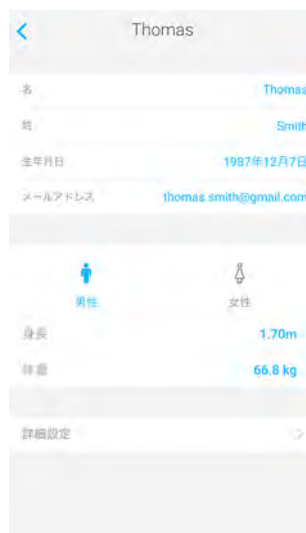 Thomas
名 Thomas
姓 Smith
生年月日 1987年12月7日
メールアドレス thomas.smith@gmail.com
男性 女性
身長 1.70m
体重 66.8 kg
詳細設定